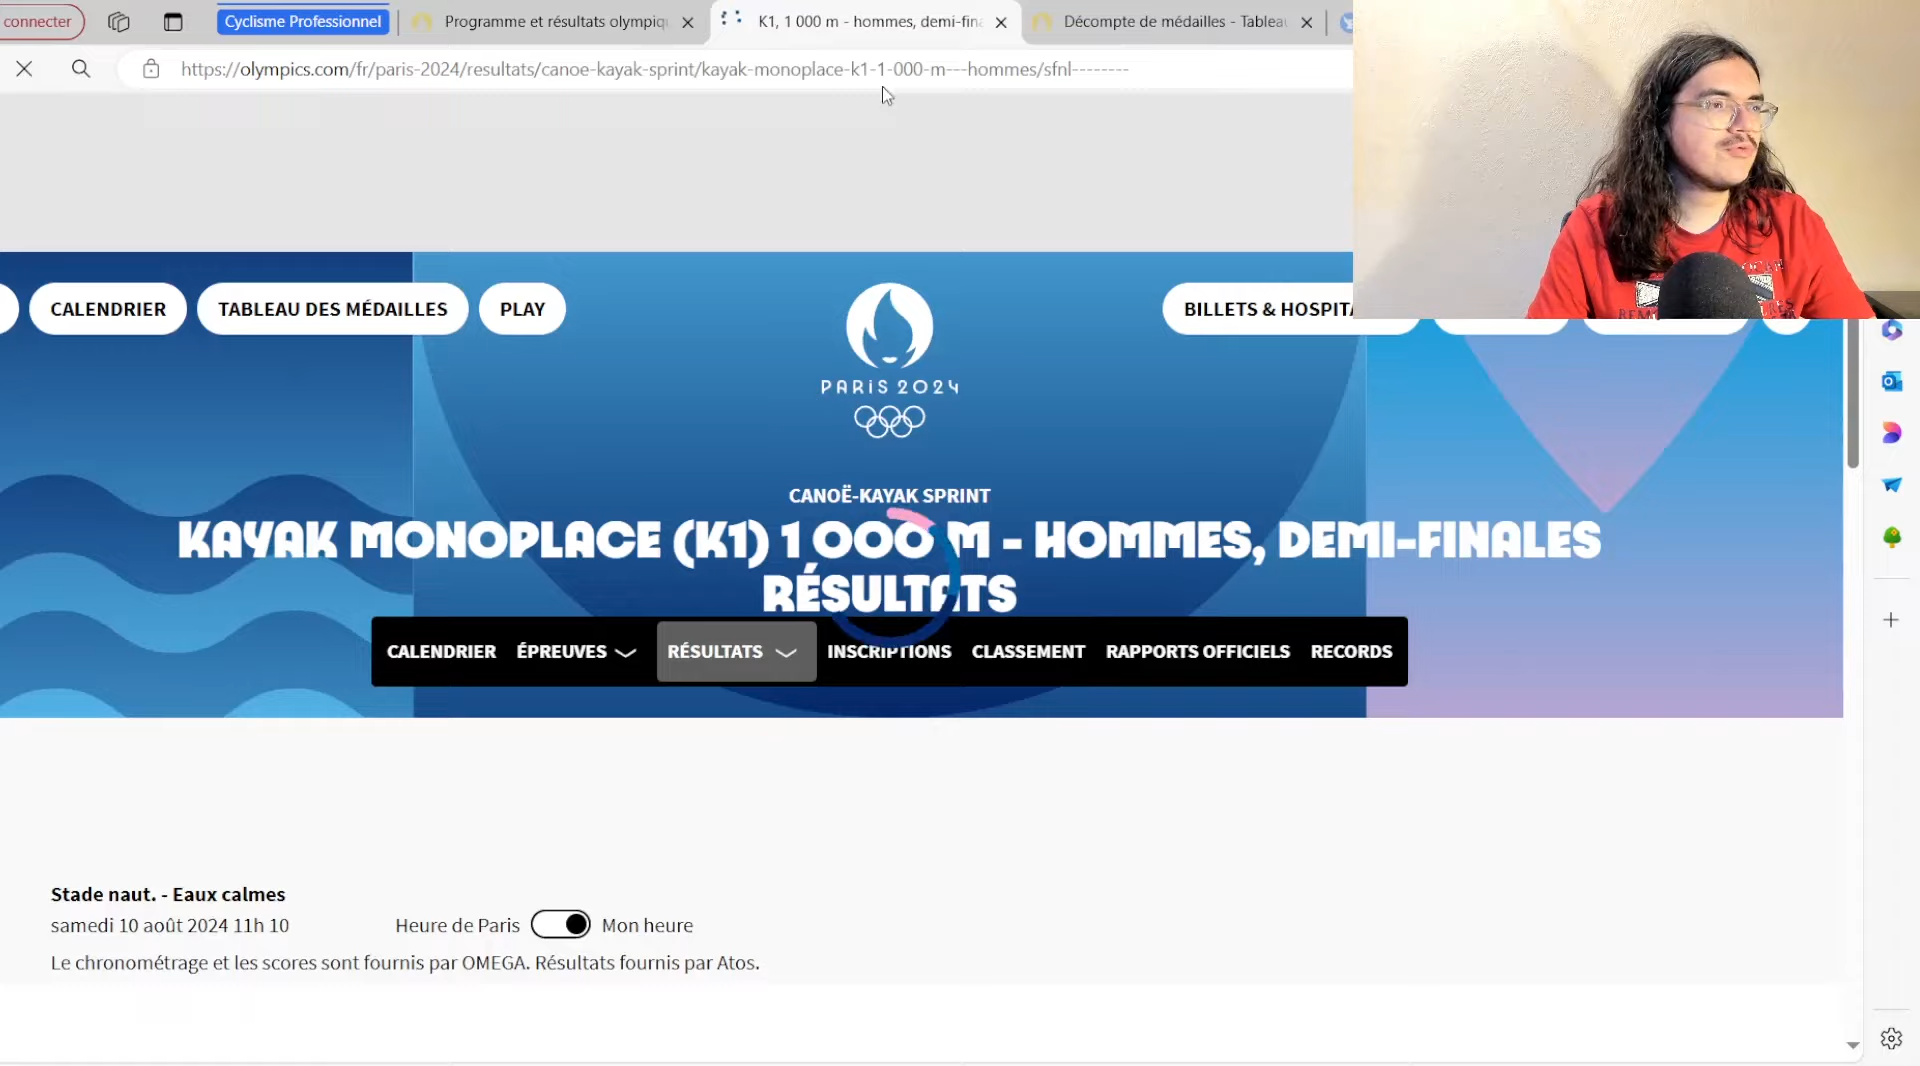 connecter
Cyclisme Professionnel
Programme et résultats olympiq
K1, 1 000 m - hommes, demi-fin
Décompte de médailles - Tablea
https://olympics.com/fr/paris-2024/resultats/canoe-kayak-sprint/kayak-monoplace-k1-1-000-m---hommes/sfnl--------
CALENDRIER
TABLEAU DES MÉDAILLES
PLAY
BILLETS & HOSPITA
PARIS 2024
CANOË-KAYAK SPRINT
KAYAK MONOPLACE (K1) 1 000 M - HOMMES, DEMI-FINALES
RÉSULTATS
CALENDRIER
ÉPREUVES
RÉSULTATS
INSCRIPTIONS
CLASSEMENT
RAPPORTS OFFICIELS
RECORDS
Stade naut. - Eaux calmes
samedi 10 août 2024 11h 10
Heure de Paris
Mon heure
Le chronométrage et les scores sont fournis par OMEGA. Résultats fournis par Atos.